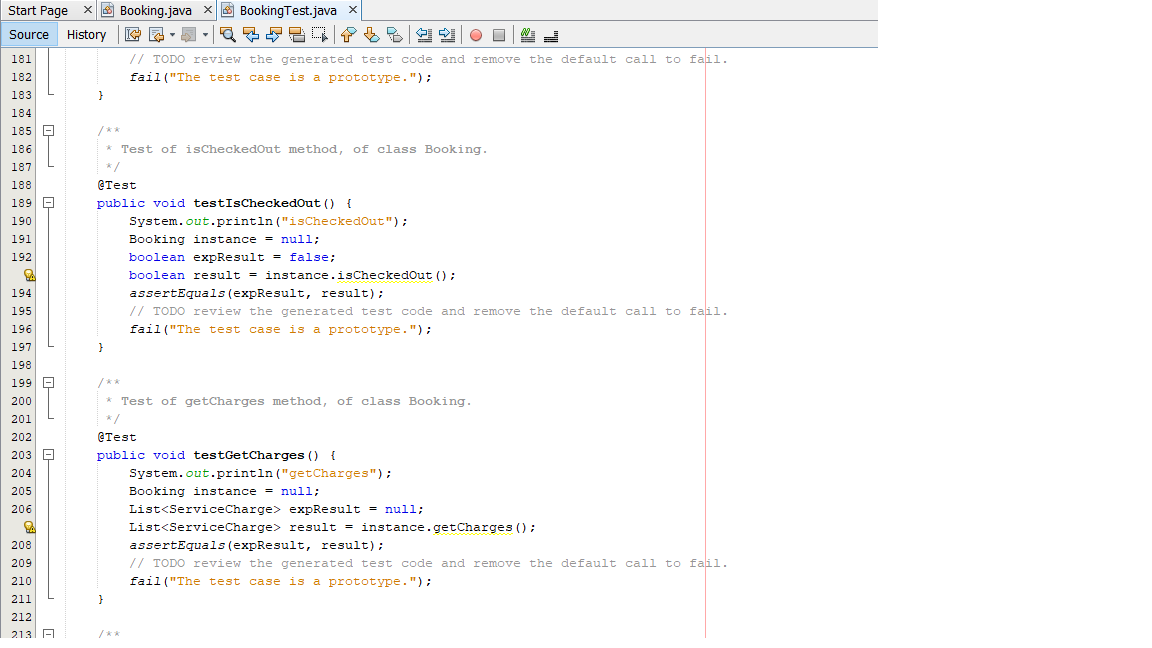 Start Page Booking.java BookingTest.java
Source History
181 // TODO review the generated test code and remove the default call to fail.
182 fail("The test case is a prototype.");
183 }
184
185 /**
186 * Test of isCheckedOut method, of class Booking.
187 */
188 @Test
189 public void testIsCheckedOut() {
190 System.out.println("isCheckedOut");
191 Booking instance = null;
192 boolean expResult = false;
boolean result = instance.isCheckedOut();
194 assertEquals(expResult, result);
195 // TODO review the generated test code and remove the default call to fail.
196 fail("The test case is a prototype.");
197 }
198
199 /**
200 * Test of getCharges method, of class Booking.
201 */
202 @Test
203 public void testGetCharges() {
204 System.out.println("getCharges");
205 Booking instance = null;
206 List<ServiceCharge> expResult = null;
List<ServiceCharge> result = instance.getCharges();
208 assertEquals(expResult, result);
209 // TODO review the generated test code and remove the default call to fail.
210 fail("The test case is a prototype.");
211 }
212
213 /**